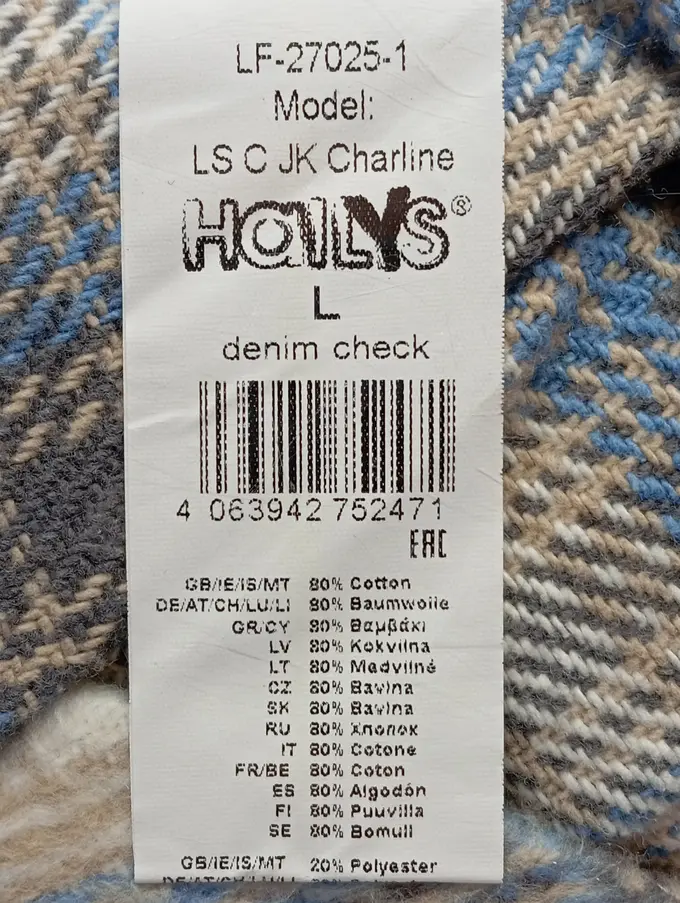 LF-27025-1
Model:
LS C JK Charline
HaILYS®
L
denim check
4 063942 752471
EAC
GB/IE/IS/MT 80% Cotton
DE/AT/CH/LU/LI 80% Baumwolle
GR/CY 80% Βαμβάκι
LV 80% Kokvilna
LT 80% Medvilnė
CZ 80% Bavlna
SK 80% Bavlna
RU 80% Хлопок
IT 80% Cotone
FR/BE 80% Coton
ES 80% Algodón
FI 80% Puuvilla
SE 80% Bomull
GB/IE/IS/MT 20% Polyester